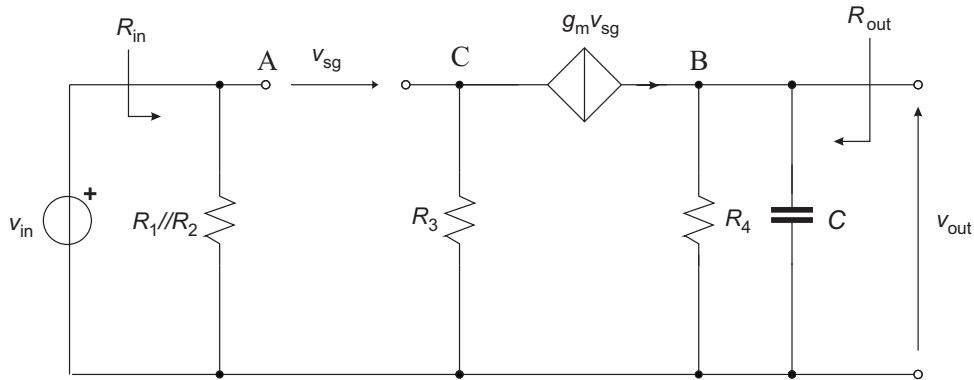 g_m v_sg
R_in
R_out
A
v_sg
C
B
+
v_in
R_1//R_2
R_3
R_4
C
v_out